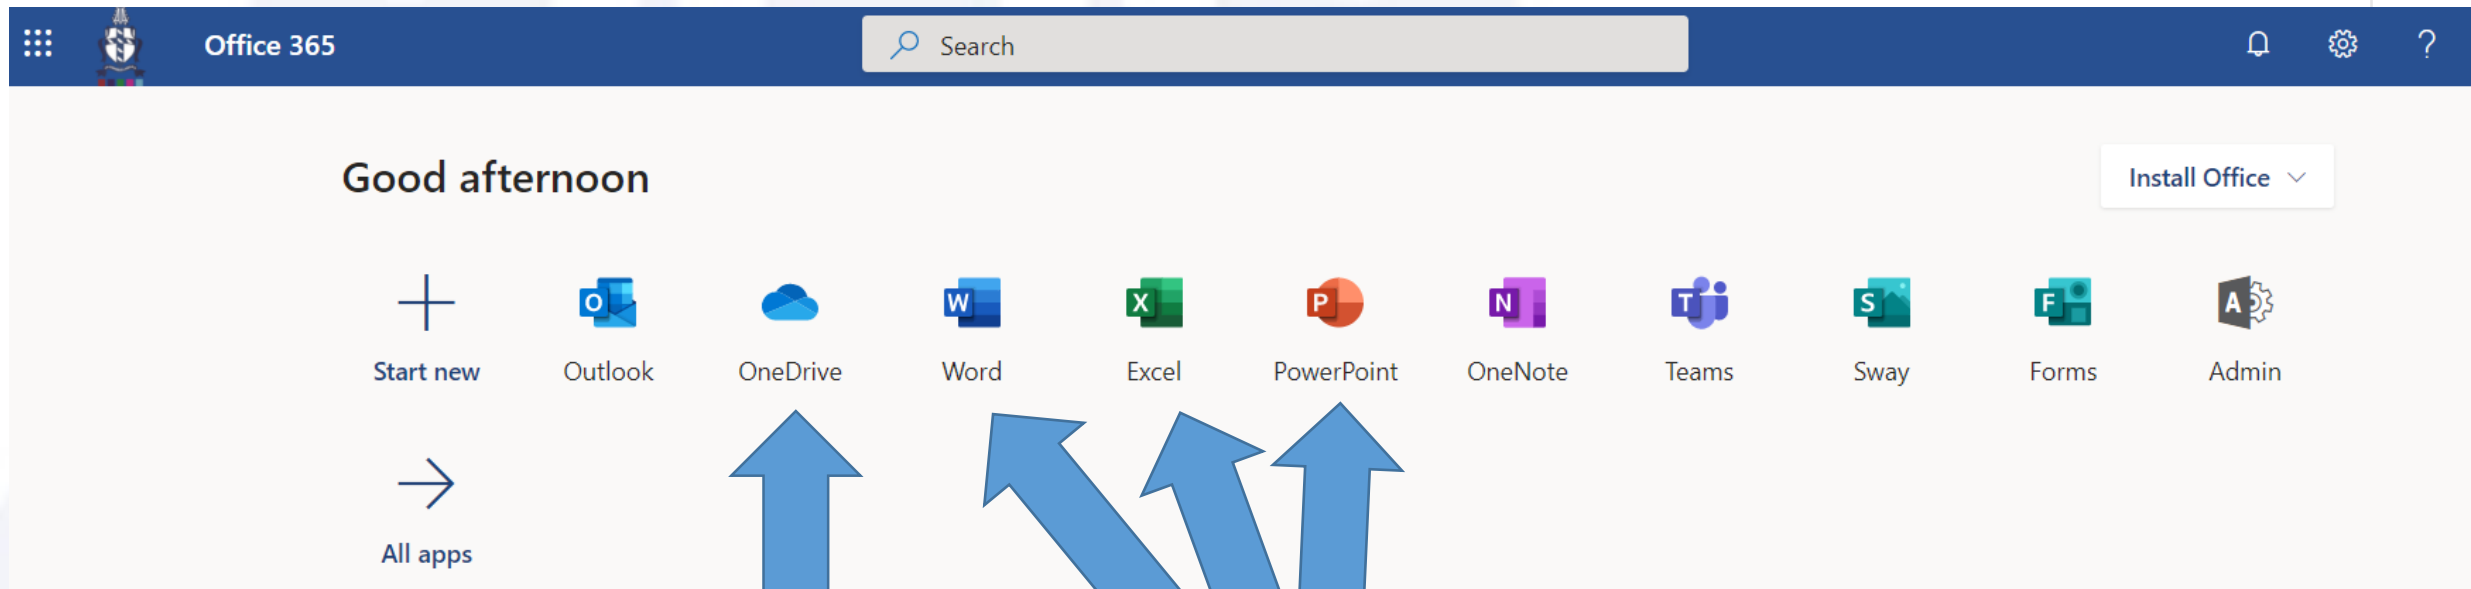 Office 365
Search
?
Good afternoon
Install Office
Start new
Outlook
OneDrive
Word
Excel
PowerPoint
OneNote
Teams
Sway
Forms
Admin
All apps